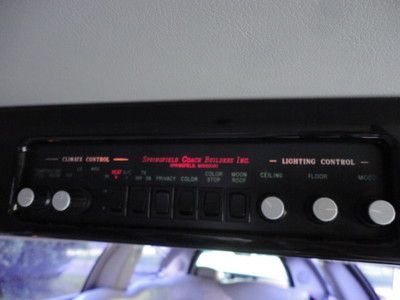 CLIMATE CONTROL
SPRINGFIELD COACH BUILDERS INC.
SPRINGFIELD, MISSOURI
LIGHTING CONTROL
HEAT A/C
TV
PRIVACY
COLOR
COLOR STOP
MOON ROOF
CEILING
FLOOR
MOOD